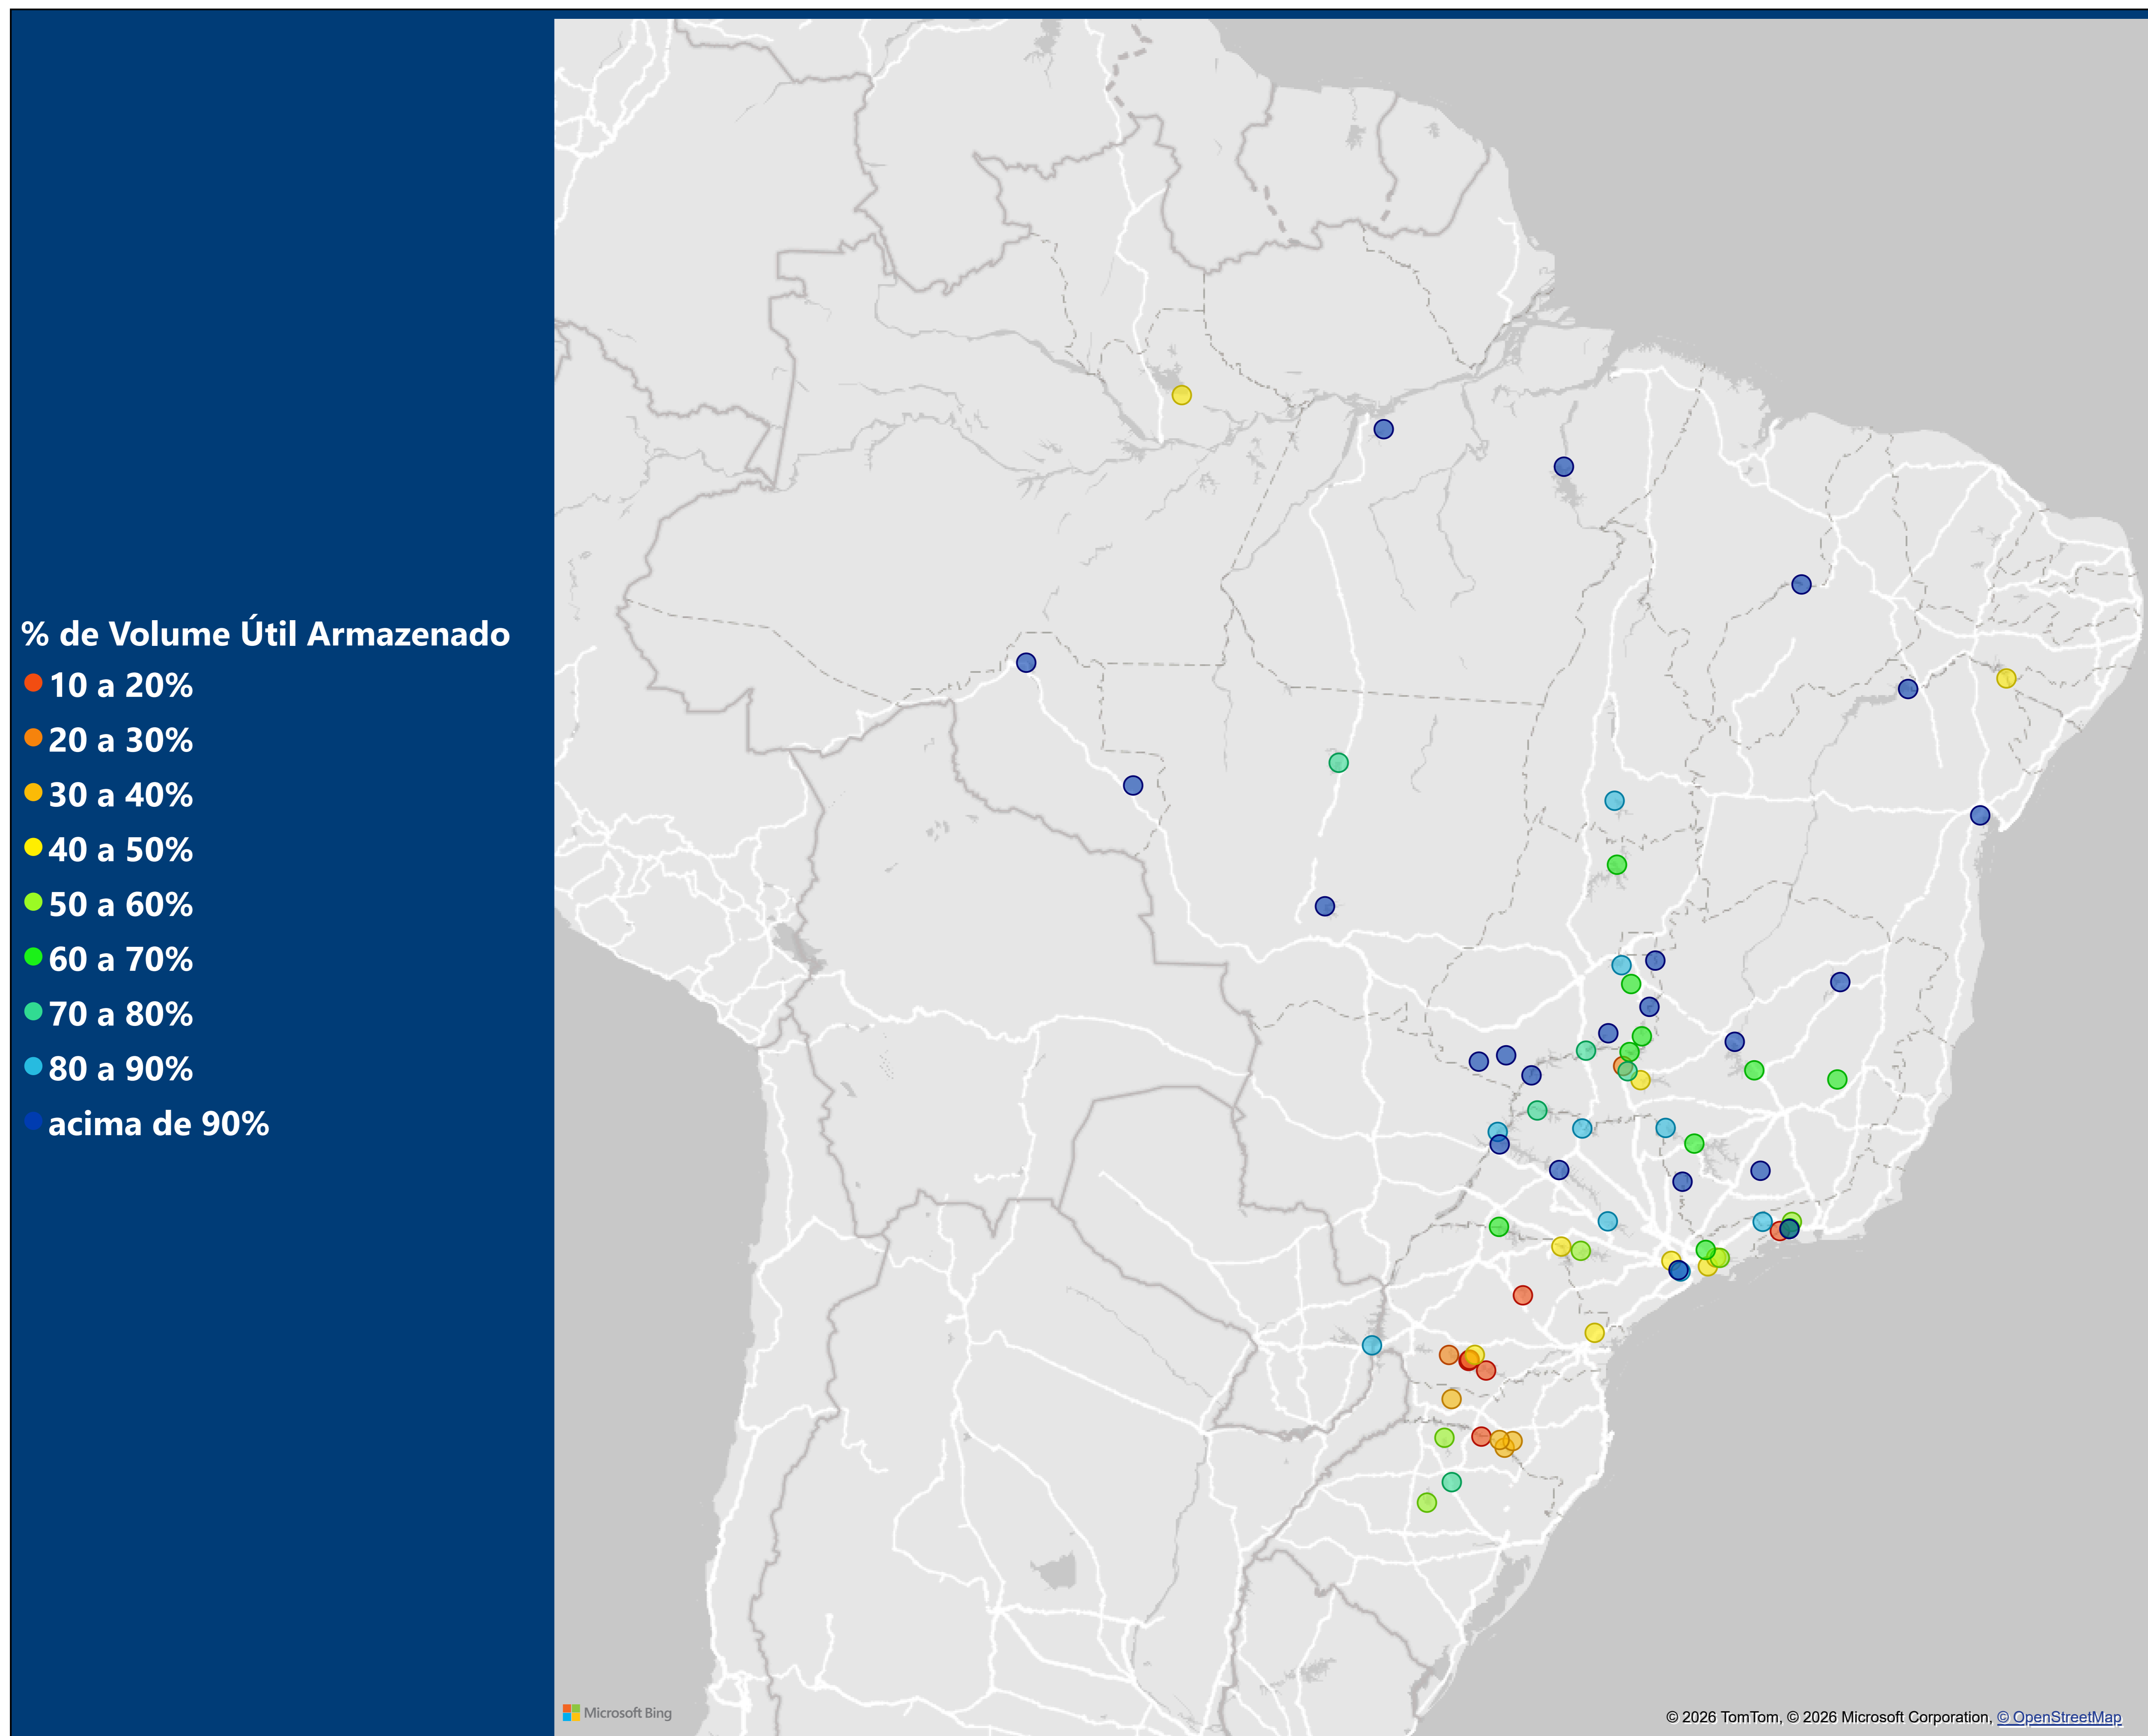 % de Volume Útil Armazenado
10 a 20%
20 a 30%
30 a 40%
40 a 50%
50 a 60%
60 a 70%
70 a 80%
80 a 90%
acima de 90%
Microsoft Bing
© 2026 TomTom, © 2026 Microsoft Corporation, © OpenStreetMap